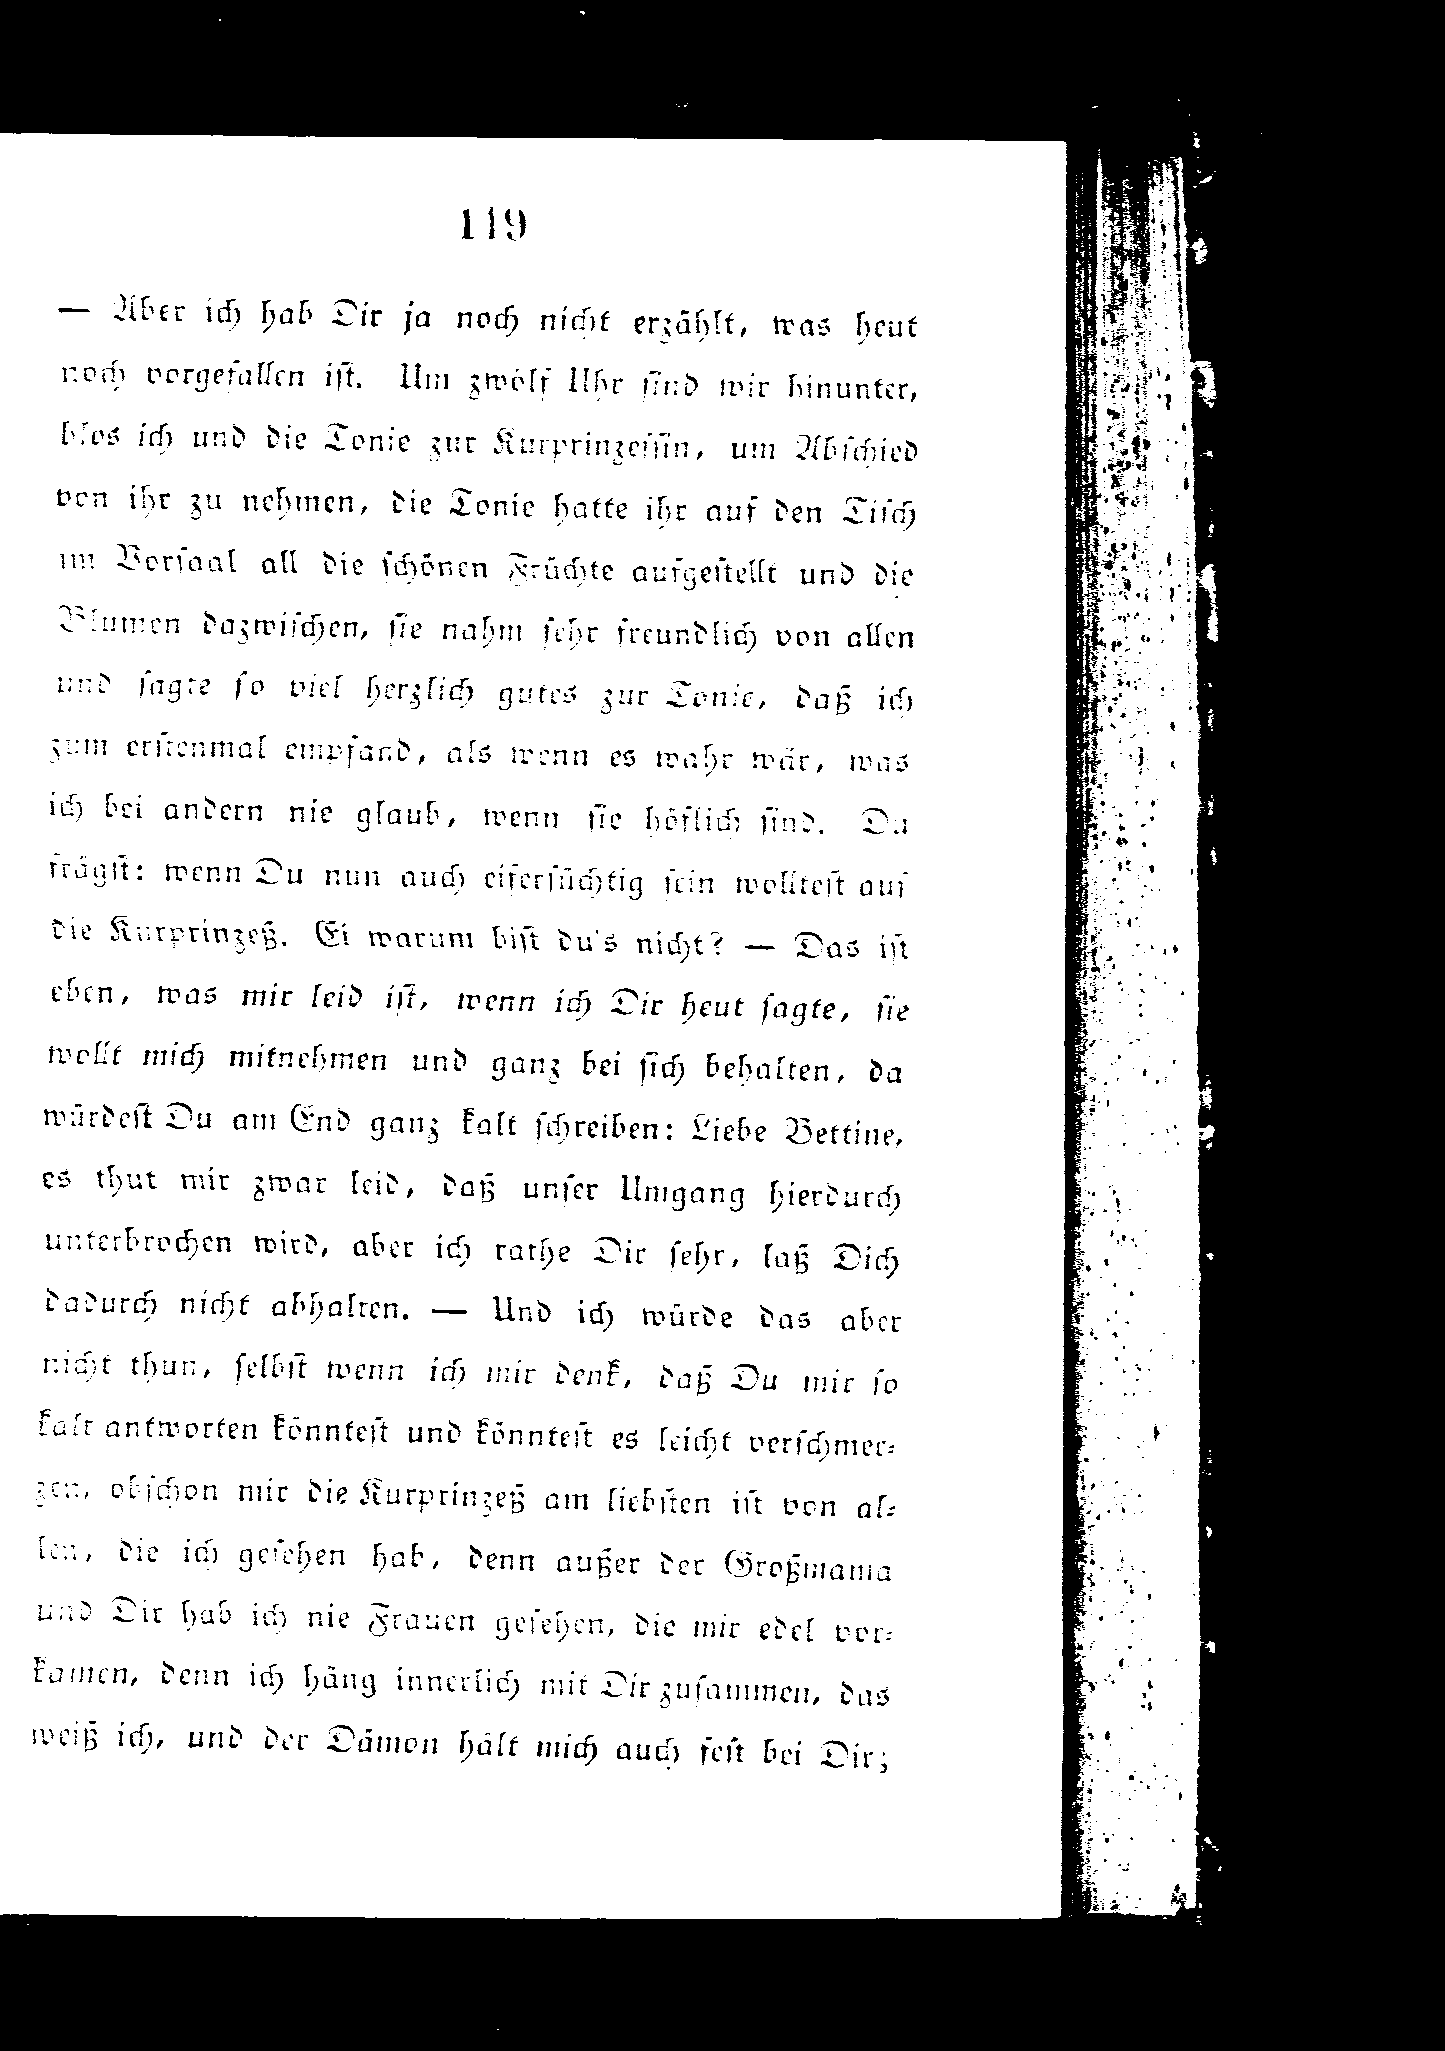 119
— Aber ich hab Dir ja noch nicht erzählt, was heut
noch vorgefallen iſt. Um zwölf Uhr ſind wir hinunter,
blos ich und die Tonie zur Kurprinzeſſin, um Abſchied
von ihr zu nehmen, die Tonie hatte ihr auf den Tiſch
im Vorſaal all die ſchönen Früchte aufgeſtellt und die
Blumen dazwiſchen, ſie nahm ſehr freundlich von allen
und ſagte ſo viel herzlich gutes zur Tonie, daß ich
zum erſtenmal empfand, als wenn es wahr wär, was
ich bei andern nie glaub, wenn ſie höflich ſind. Du
frägſt: wenn Du nun auch eiferſüchtig ſein wollteſt auf
die Kurprinzeß. Ei warum biſt du's nicht? — Das iſt
eben, was mir leid iſt, wenn ich Dir heut ſagte, ſie
wollt mich mitnehmen und ganz bei ſich behalten, da
würdeſt Du am End ganz kalt ſchreiben: Liebe Bettine,
es thut mir zwar leid, daß unſer Umgang hierdurch
unterbrochen wird, aber ich rathe Dir ſehr, laß Dich
dadurch nicht abhalten. — Und ich würde das aber
nicht thun, ſelbſt wenn ich mir denk, daß Du mir ſo
kalt antworten könnteſt und könnteſt es leicht verſchmer-
zen, obſchon mir die Kurprinzeß am liebſten iſt von al-
len, die ich geſehen hab, denn außer der Großmama
und Dir hab ich nie Frauen geſehen, die mir edel vor-
kamen, denn ich häng innerlich mit Dir zuſammen, das
weiß ich, und der Dämon hält mich auch feſt bei Dir;